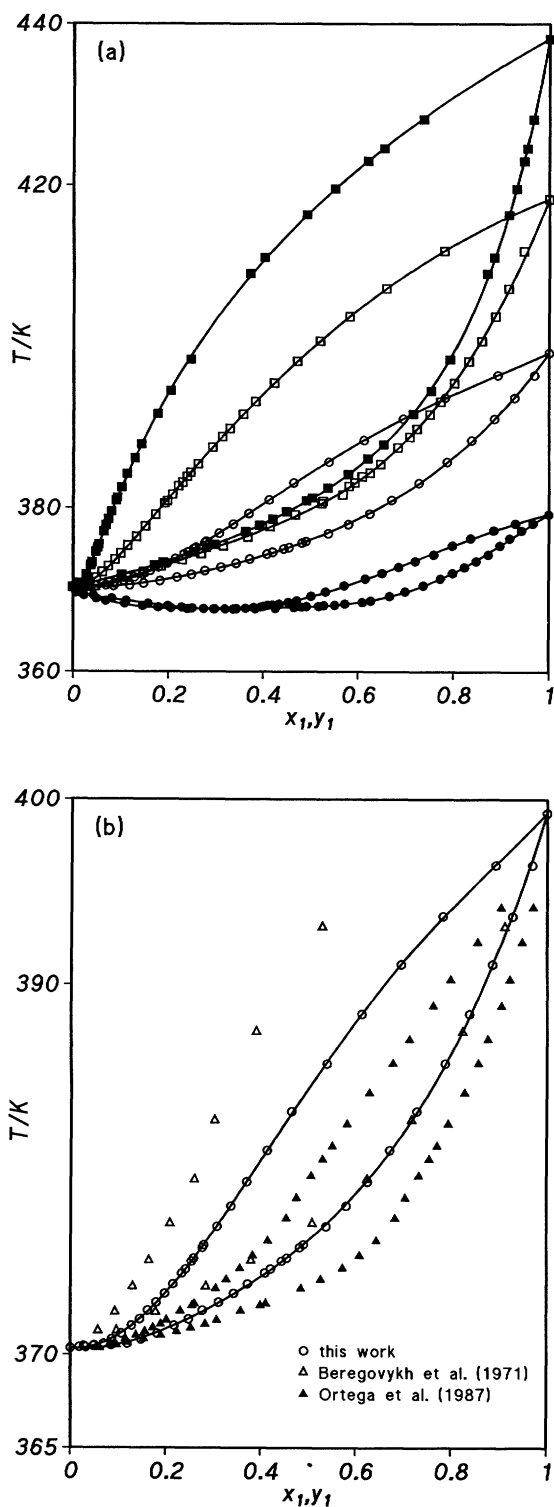 440
(a)
420
T/K
380
360
0
0.2
0.4
0.6
0.8
1
x₁,y₁
400
(b)
390
T/K
370
365
○ this work
△ Beregovykh et al. (1971)
▲ Ortega et al. (1987)
0
0.2
0.4
0.6
0.8
1
x₁,y₁